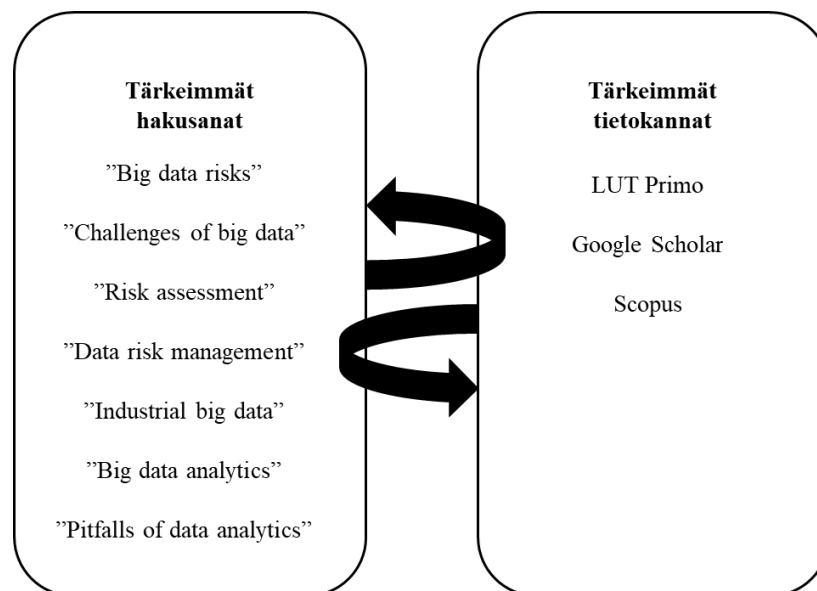 Tärkeimmät
hakusanat
”Big data risks”
”Challenges of big data”
”Risk assessment”
”Data risk management”
”Industrial big data”
”Big data analytics”
”Pitfalls of data analytics”
Tärkeimmät
tietokannat
LUT Primo
Google Scholar
Scopus